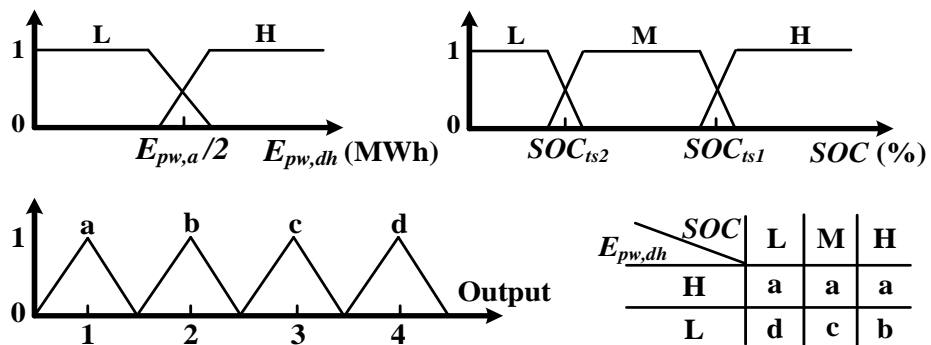 L H
1
0
E_{pw,a}/2 E_{pw,dh} (MWh)
L M H
1
0
SOC_{ts2} SOC_{ts1} SOC (%)
a b c d
1
0
1 2 3 4
Output
SOC L M H
E_{pw,dh}
H a a a
L d c b